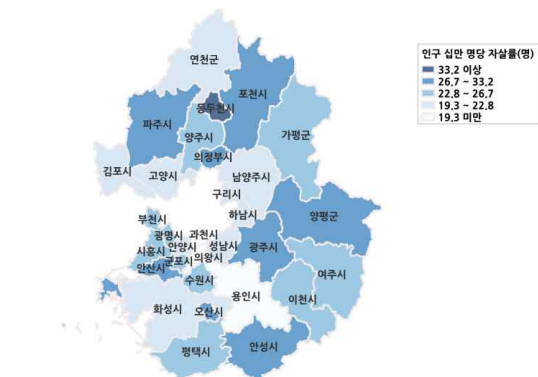 인구 십만 명당 자살률(명)
33.2 이상
26.7 ~ 33.2
22.8 ~ 26.7
19.3 ~ 22.8
19.3 미만
연천군
포천시
동두천시
파주시
양주시
가평군
의정부시
김포시
고양시
남양주시
구리시
하남시
양평군
부천시
광명시
과천시
시흥시
안양시
성남시
광주시
안산시
군포시
의왕시
여주시
수원시
용인시
이천시
화성시
오산시
평택시
안성시